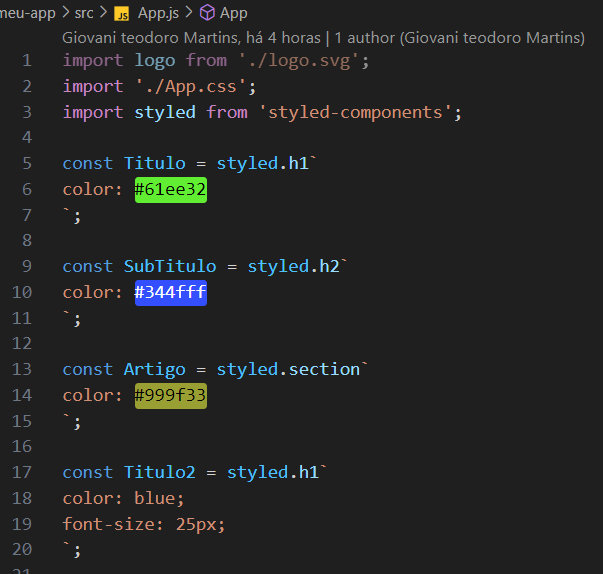 meu-app > src > JS App.js > App
Giovani teodoro Martins, há 4 horas | 1 author (Giovani teodoro Martins)
1 import logo from './logo.svg';
2 import './App.css';
3 import styled from 'styled-components';
4
5 const Titulo = styled.h1`
6 color: #61ee32
7 `;
8
9 const SubTitulo = styled.h2`
10 color: #344fff
11 `;
12
13 const Artigo = styled.section`
14 color: #999f33
15 `;
16
17 const Titulo2 = styled.h1`
18 color: blue;
19 font-size: 25px;
20 `;
21